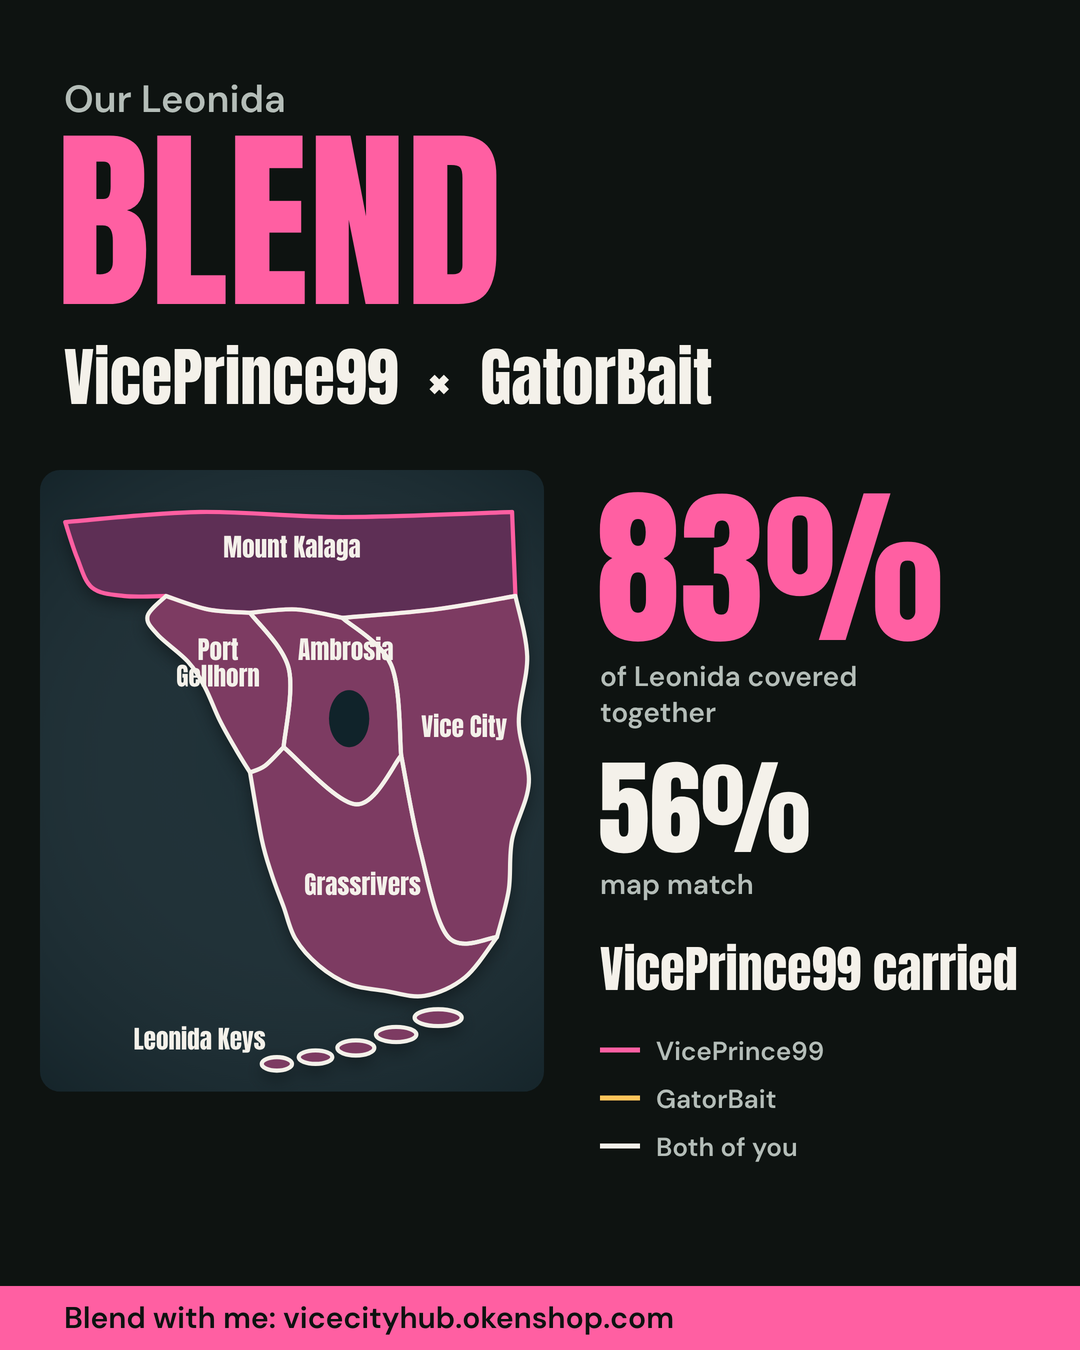 Our Leonida
BLEND
VicePrince99 × GatorBait
Mount Kalaga
Port
Gellhorn
Ambrosia
Vice City
Grassrivers
Leonida Keys
83%
of Leonida covered
together
56%
map match
VicePrince99 carried
VicePrince99
GatorBait
Both of you
Blend with me: vicecityhub.okenshop.com